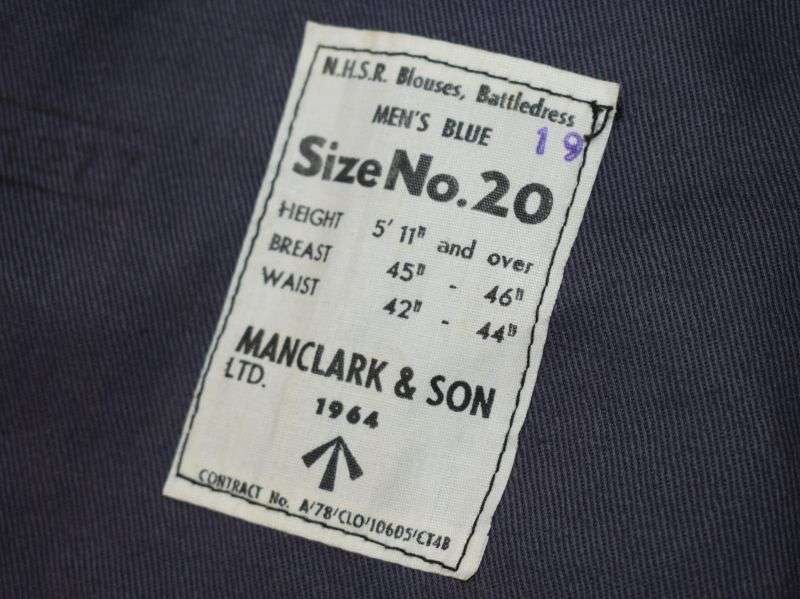 N.H.S.R. Blouses, Battledress
MEN'S BLUE 19
Size No. 20
HEIGHT 5' 11" and over
BREAST 45" - 46"
WAIST 42" - 44"
MANCLARK & SON
LTD.
1964
CONTRACT No. A/78/CLO/10605/CT4B